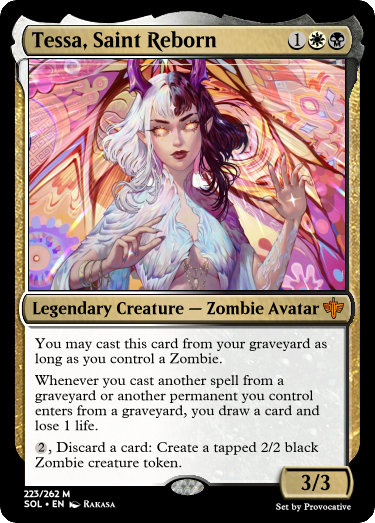 Tessa, Saint Reborn 1
Legendary Creature — Zombie Avatar
You may cast this card from your graveyard as
long as you control a Zombie.
Whenever you cast another spell from a
graveyard or another permanent you control
enters from a graveyard, you draw a card and
lose 1 life.
2, Discard a card: Create a tapped 2/2 black
Zombie creature token.
3/3
223/262 M
SOL • EN Rakasa
Set by Provocative